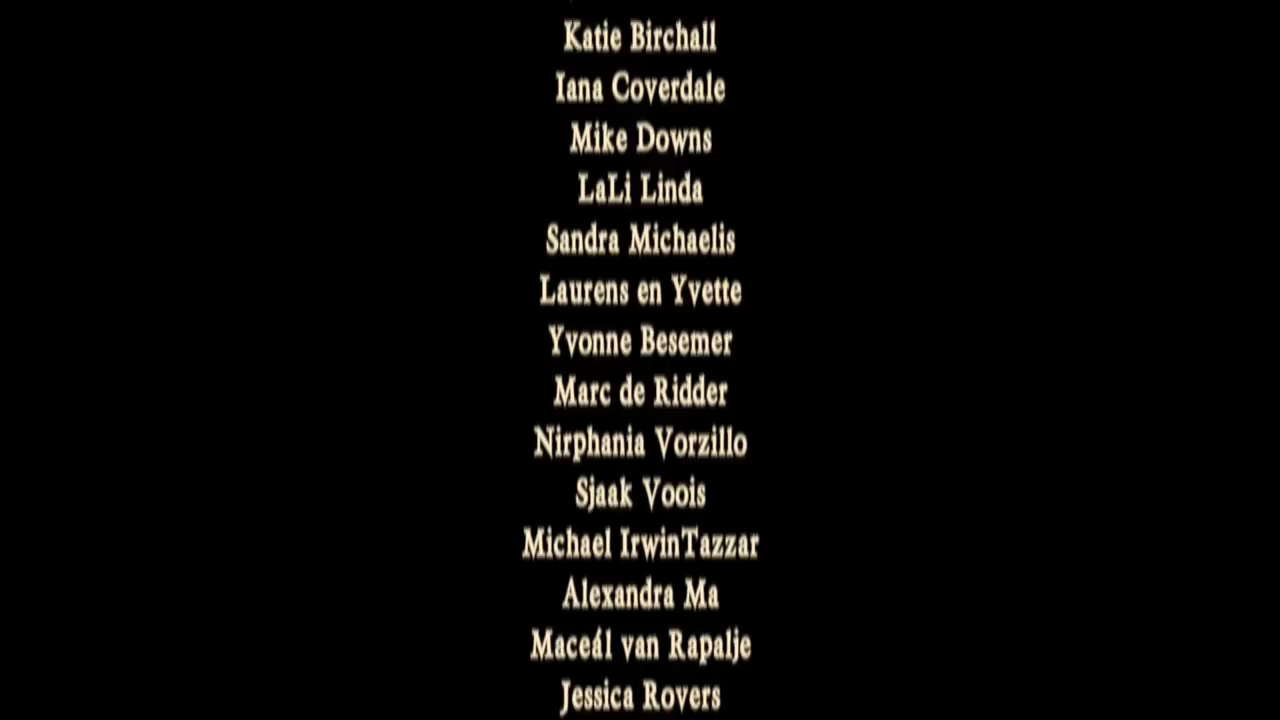 Katie Birchall
Iana Coverdale
Mike Downs
LaLi Linda
Sandra Michaelis
Laurens en Yvette
Yvonne Besemer
Marc de Ridder
Nirphania Vorzillo
Sjaak Voois
Michael IrwinTazzar
Alexandra Ma
Maceál van Rapalje
Jessica Rovers